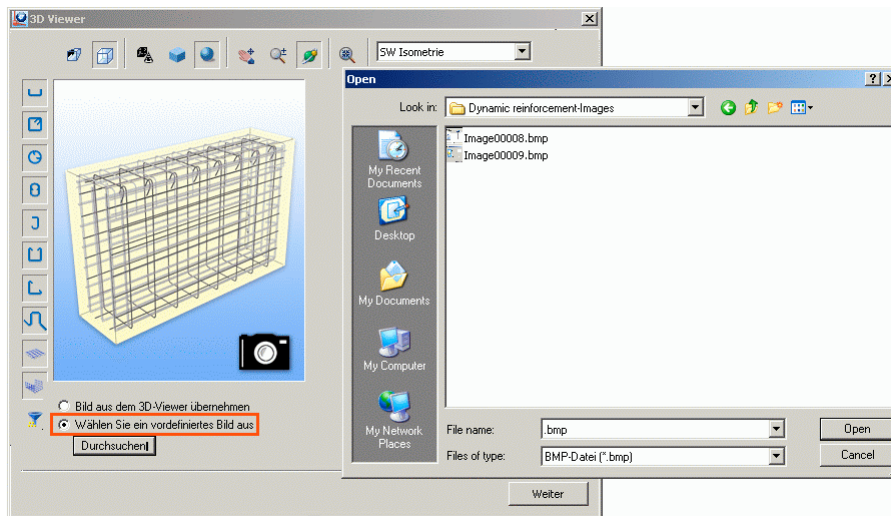 3D Viewer
SW Isometrie
Open
Look in:
Dynamic reinforcement-Images
Image00008.bmp
Image00009.bmp
My Recent
Documents
Desktop
My Documents
My Computer
My Network
Places
Bild aus dem 3D-Viewer übernehmen
Wählen Sie ein vordefiniertes Bild aus
Durchsuchen
File name:
.bmp
Open
Files of type:
BMP-Datei (*.bmp)
Cancel
Weiter